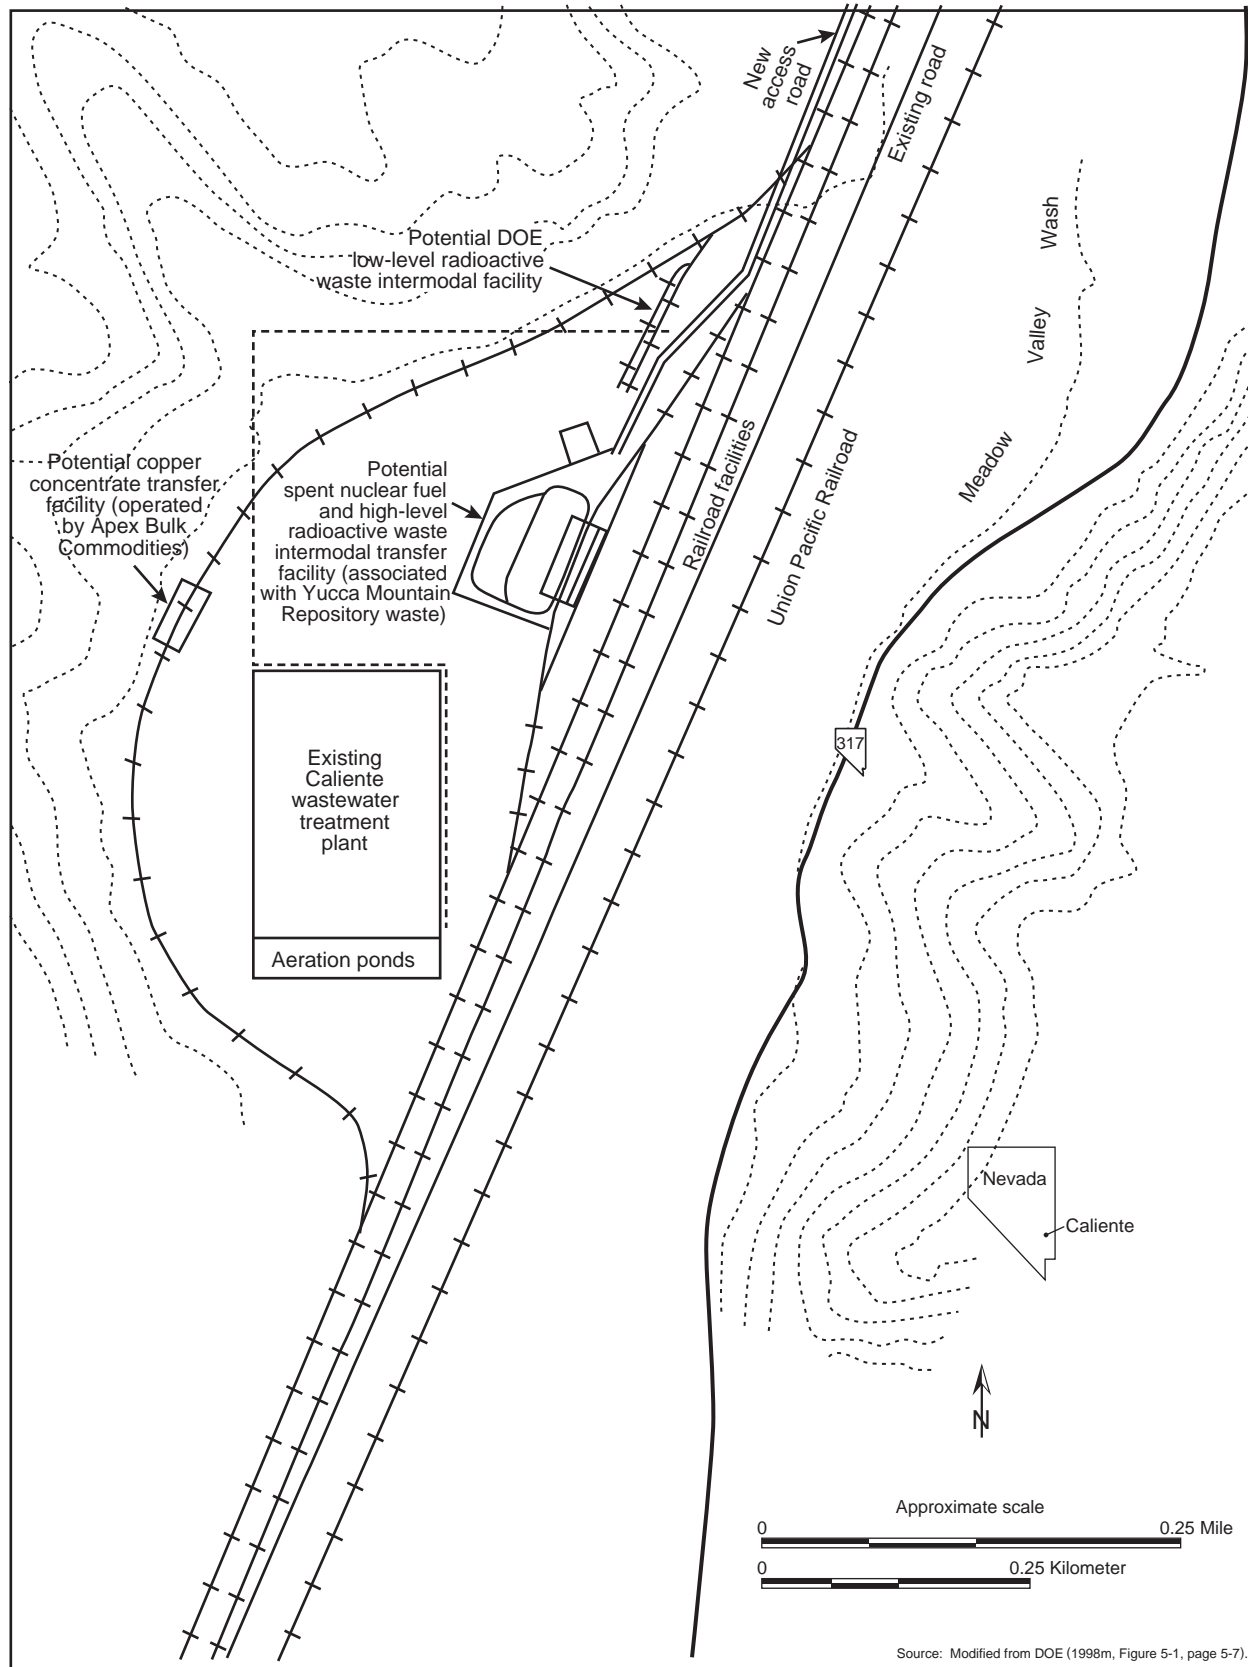 New
access
road
Existing road
Wash
Valley
Meadow
Potential DOE
low-level radioactive
waste intermodal facility
Potential copper
concentrate transfer
facility (operated
by Apex Bulk
Commodities)
Potential
spent nuclear fuel
and high-level
radioactive waste
intermodal transfer
facility (associated
with Yucca Mountain
Repository waste)
Railroad facilities
Union Pacific Railroad
317
Existing
Caliente
wastewater
treatment
plant
Aeration ponds
Nevada
Caliente
N
Approximate scale
0 0.25 Mile
0 0.25 Kilometer
Source: Modified from DOE (1998m, Figure 5-1, page 5-7).